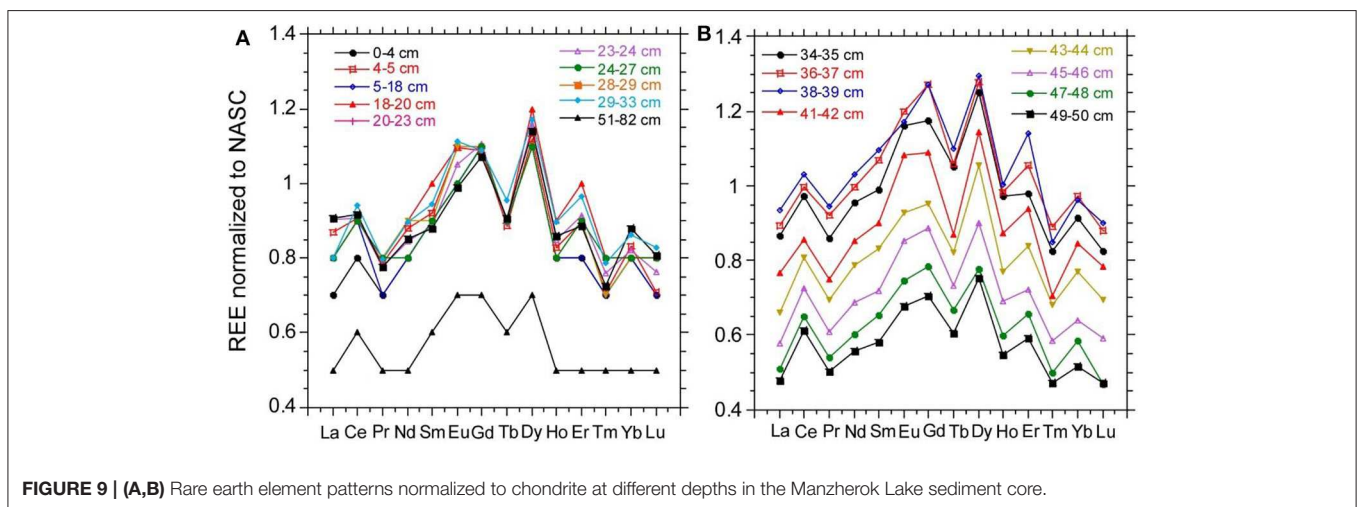 A
REE normalized to NASC
1.4
1.2
1
0.8
0.6
0.4
0-4 cm
4-5 cm
5-18 cm
18-20 cm
20-23 cm
23-24 cm
24-27 cm
28-29 cm
29-33 cm
51-82 cm
La Ce Pr Nd Sm Eu Gd Tb Dy Ho Er Tm Yb Lu
B
1.4
1.2
1
0.8
0.6
0.4
34-35 cm
36-37 cm
38-39 cm
41-42 cm
43-44 cm
45-46 cm
47-48 cm
49-50 cm
La Ce Pr Nd Sm Eu Gd Tb Dy Ho Er Tm Yb Lu
FIGURE 9 | (A,B) Rare earth element patterns normalized to chondrite at different depths in the Manzherok Lake sediment core.